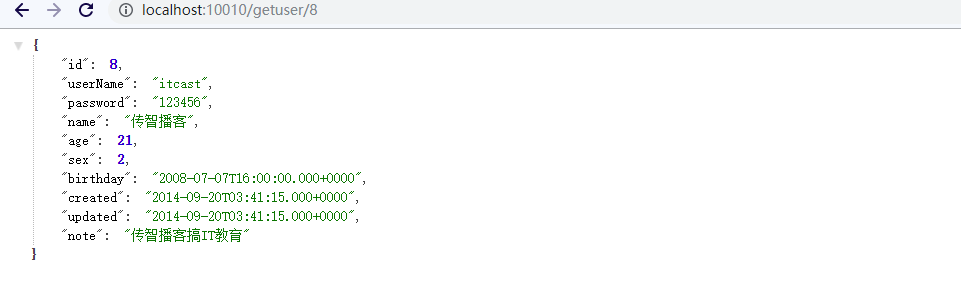 localhost:10010/getuser/8
{
"id": 8,
"userName": "itcast",
"password": "123456",
"name": "传智播客",
"age": 21,
"sex": 2,
"birthday": "2008-07-07T16:00:00.000+0000",
"created": "2014-09-20T03:41:15.000+0000",
"updated": "2014-09-20T03:41:15.000+0000",
"note": "传智播客搞IT教育"
}